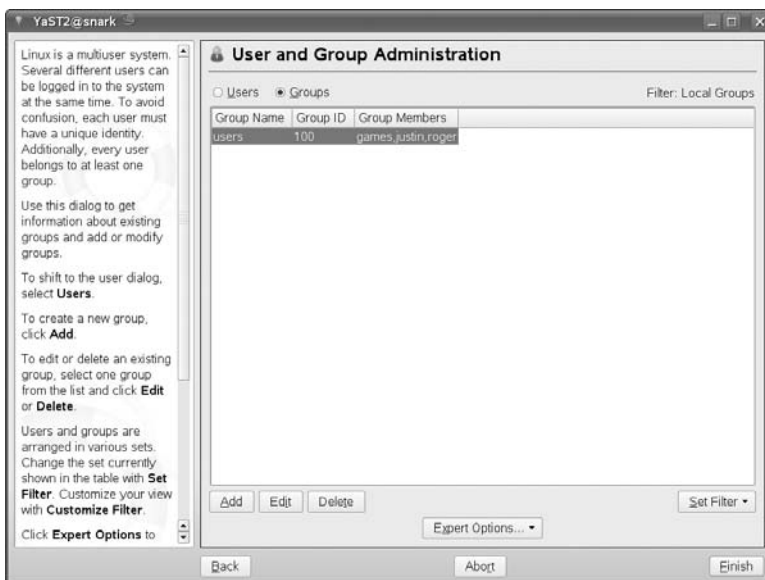 YaST2@snark
Linux is a multiuser system.
Several different users can
be logged in to the system
at the same time. To avoid
confusion, each user must
have a unique identity.
Additionally, every user
belongs to at least one
group.
Use this dialog to get
information about existing
groups and add or modify
groups.
To shift to the user dialog,
select Users.
To create a new group,
click Add.
To edit or delete an existing
group, select one group
from the list and click Edit
or Delete.
Users and groups are
arranged in various sets.
Change the set currently
shown in the table with Set
Filter. Customize your view
with Customize Filter.
Click Expert Options to
User and Group Administration
Users Groups Filter: Local Groups
Group Name Group ID Group Members
users 100 games,justin,roger
Add Edit Delete Set Filter
Expert Options...
Back Abort Finish